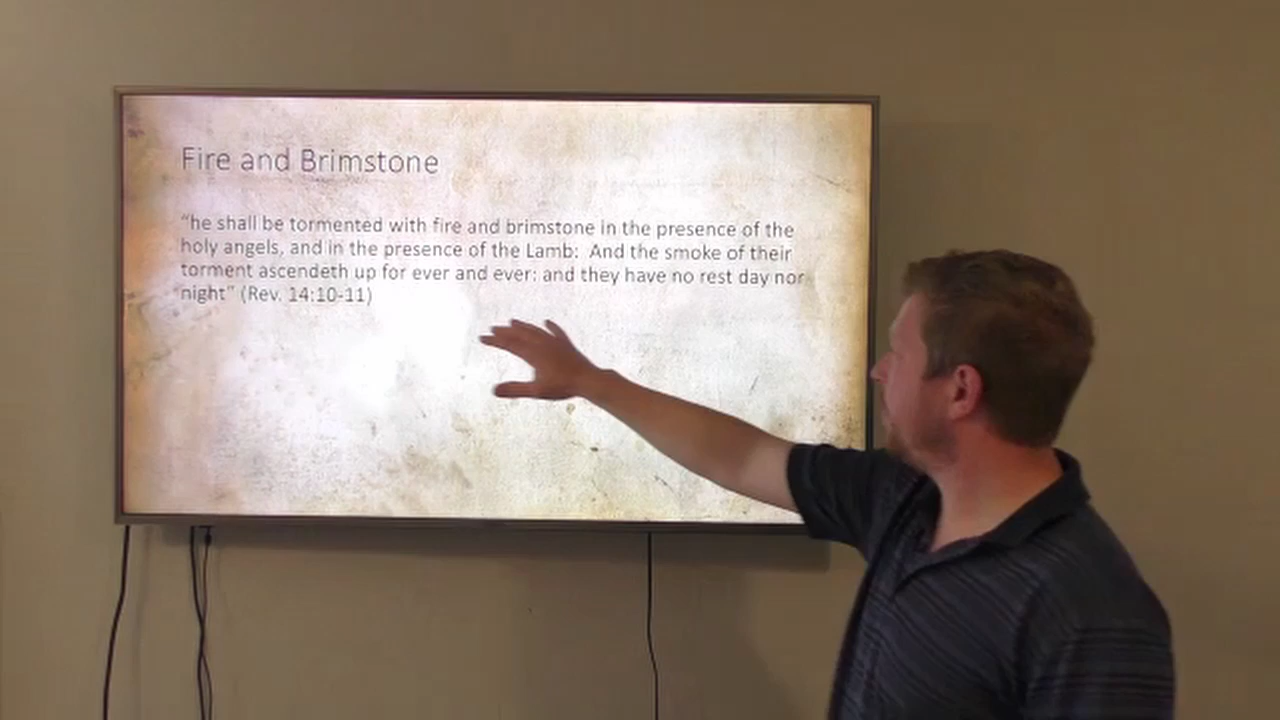 Fire and Brimstone
“he shall be tormented with fire and brimstone in the presence of the
holy angels, and in the presence of the Lamb:  And the smoke of their
torment ascendeth up for ever and ever: and they have no rest day nor
night” (Rev. 14:10-11)